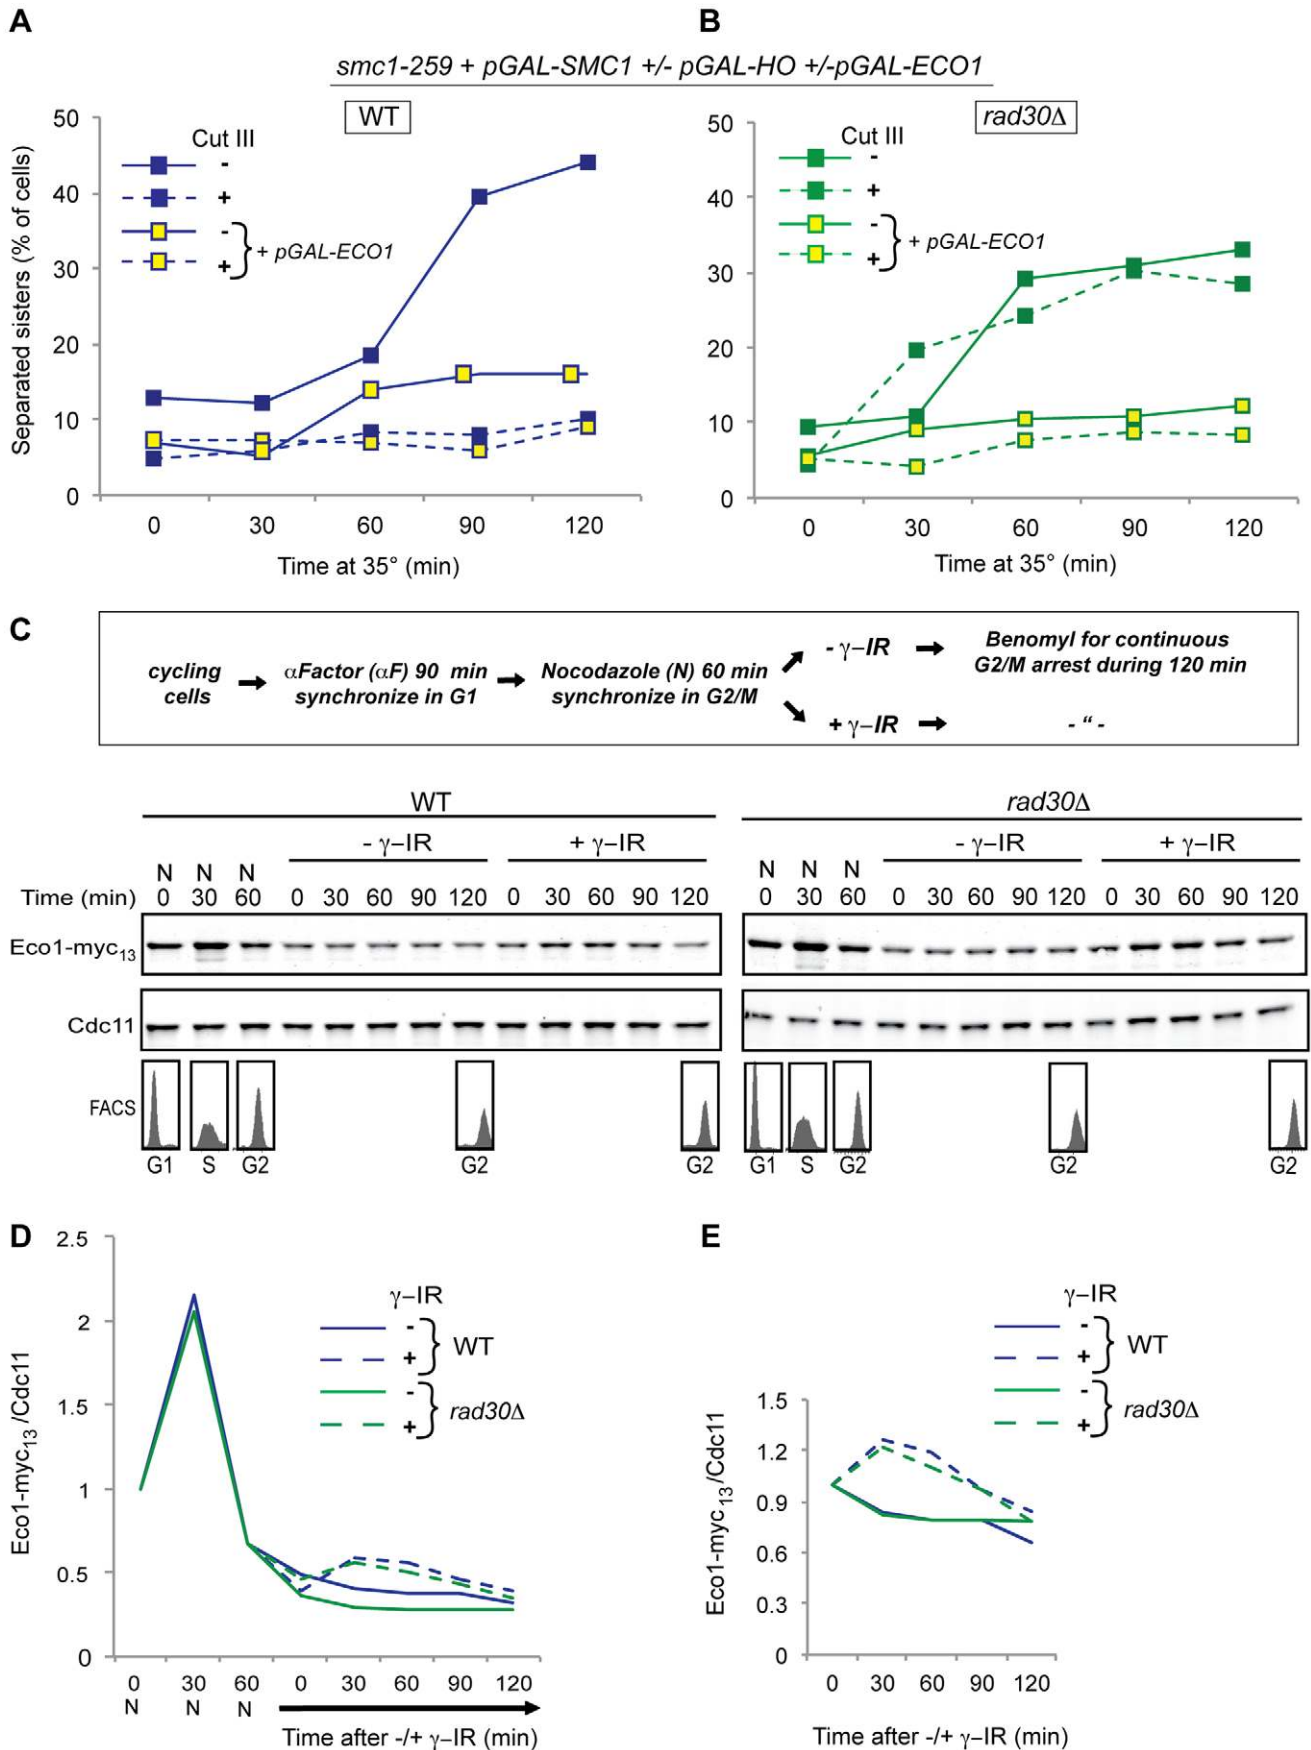 A
B
smc1-259 + pGAL-SMC1 +/- pGAL-HO +/-pGAL-ECO1
WT
Cut III
-
+
-
+
+ pGAL-ECO1
Separated sisters (% of cells)
50
40
30
20
10
0
0 30 60 90 120
Time at 35° (min)
rad30Δ
Cut III
-
+
-
+
+ pGAL-ECO1
50
40
30
20
10
0
0 30 60 90 120
Time at 35° (min)
C
cycling cells
αFactor (αF) 90 min synchronize in G1
Nocodazole (N) 60 min synchronize in G2/M
- γ–IR
Benomyl for continuous G2/M arrest during 120 min
+ γ–IR
- “ -
WT
rad30Δ
- γ–IR + γ–IR - γ–IR + γ–IR
N N N N N N
Time (min) 0 30 60 0 30 60 90 120 0 30 60 90 120 0 30 60 0 30 60 90 120 0 30 60 90 120
Eco1-myc13
Cdc11
FACS
G1 S G2 G2 G2 G1 S G2 G2 G2
D
2.5
2
1.5
1
0.5
0
Eco1-myc13/Cdc11
γ–IR
-
+
WT
-
+
rad30Δ
0 30 60 0 30 60 90 120
N N N
Time after -/+ γ–IR (min)
E
γ–IR
-
+
WT
-
+
rad30Δ
1.5
1.2
0.9
0.6
0.3
0
Eco1-myc13/Cdc11
0 30 60 90 120
Time after -/+ γ–IR (min)